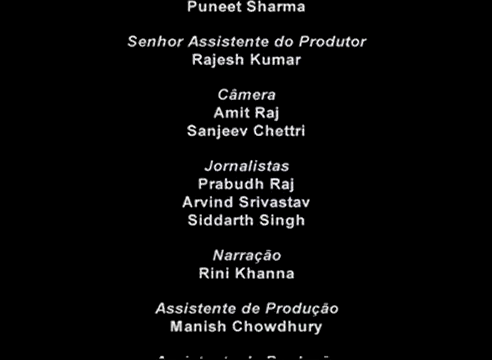 Puneet Sharma
Senhor Assistente do Produtor
Rajesh Kumar
Câmera
Amit Raj
Sanjeev Chettri
Jornalistas
Prabudh Raj
Arvind Srivastav
Siddarth Singh
Narração
Rini Khanna
Assistente de Produção
Manish Chowdhury